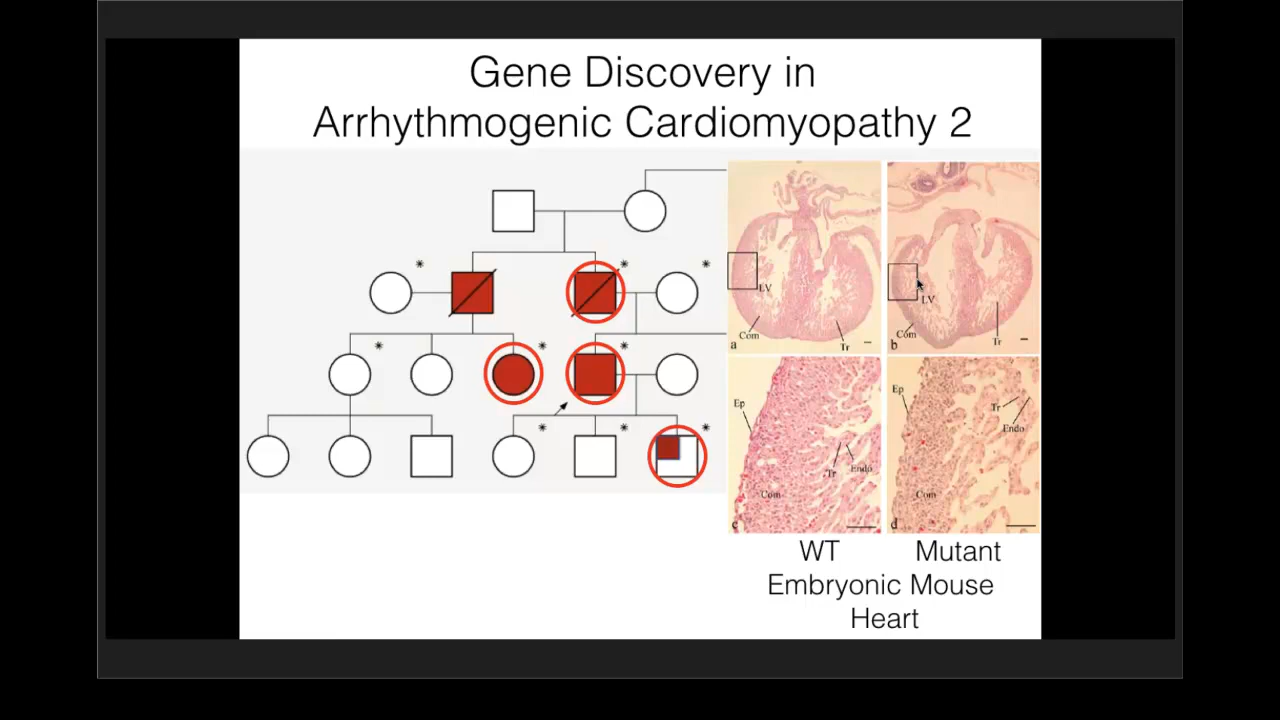 Gene Discovery in
Arrhythmogenic Cardiomyopathy 2
* * *
* * *
* * *
LV
Com
Tr
a
LV
Com
Tr
b
Ep
Tr
Endo
Com
c
Ep
Tr
Endo
Com
d
WT Mutant
Embryonic Mouse
Heart